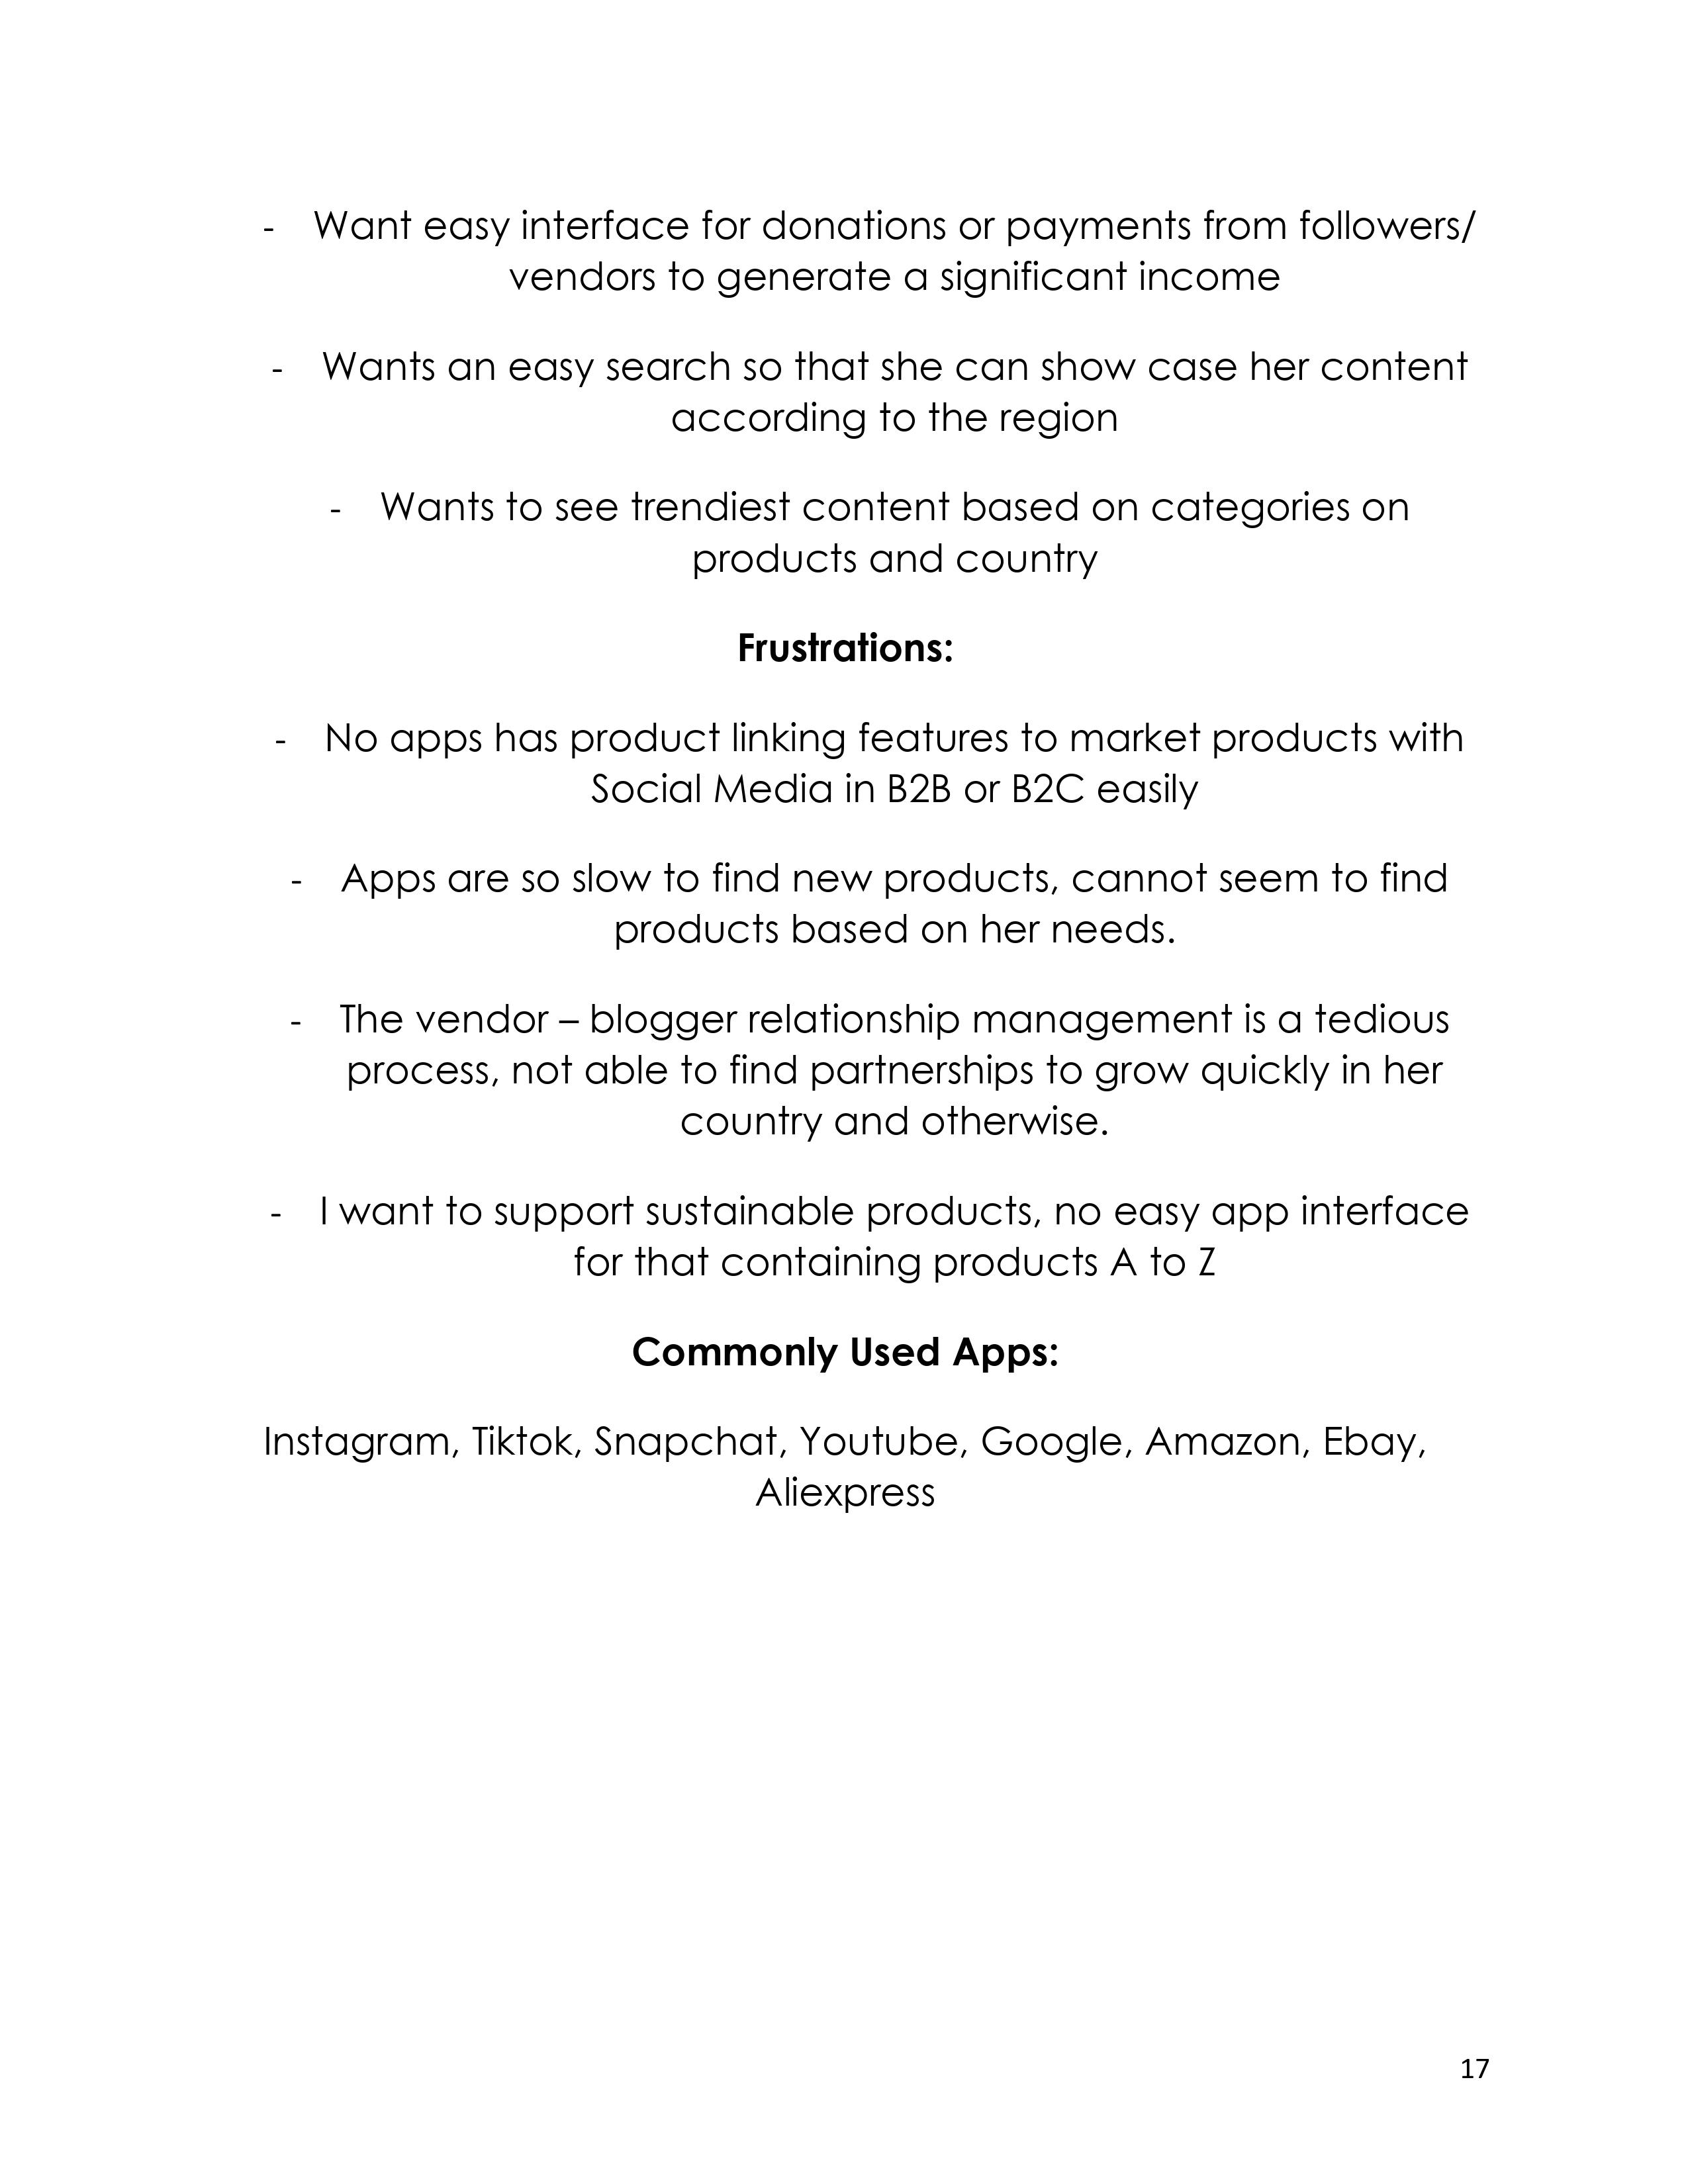 - Want easy interface for donations or payments from followers/
vendors to generate a significant income
- Wants an easy search so that she can show case her content
according to the region
- Wants to see trendiest content based on categories on
products and country
Frustrations:
- No apps has product linking features to market products with
Social Media in B2B or B2C easily
- Apps are so slow to find new products, cannot seem to find
products based on her needs.
- The vendor – blogger relationship management is a tedious
process, not able to find partnerships to grow quickly in her
country and otherwise.
- I want to support sustainable products, no easy app interface
for that containing products A to Z
Commonly Used Apps:
Instagram, Tiktok, Snapchat, Youtube, Google, Amazon, Ebay,
Aliexpress
17